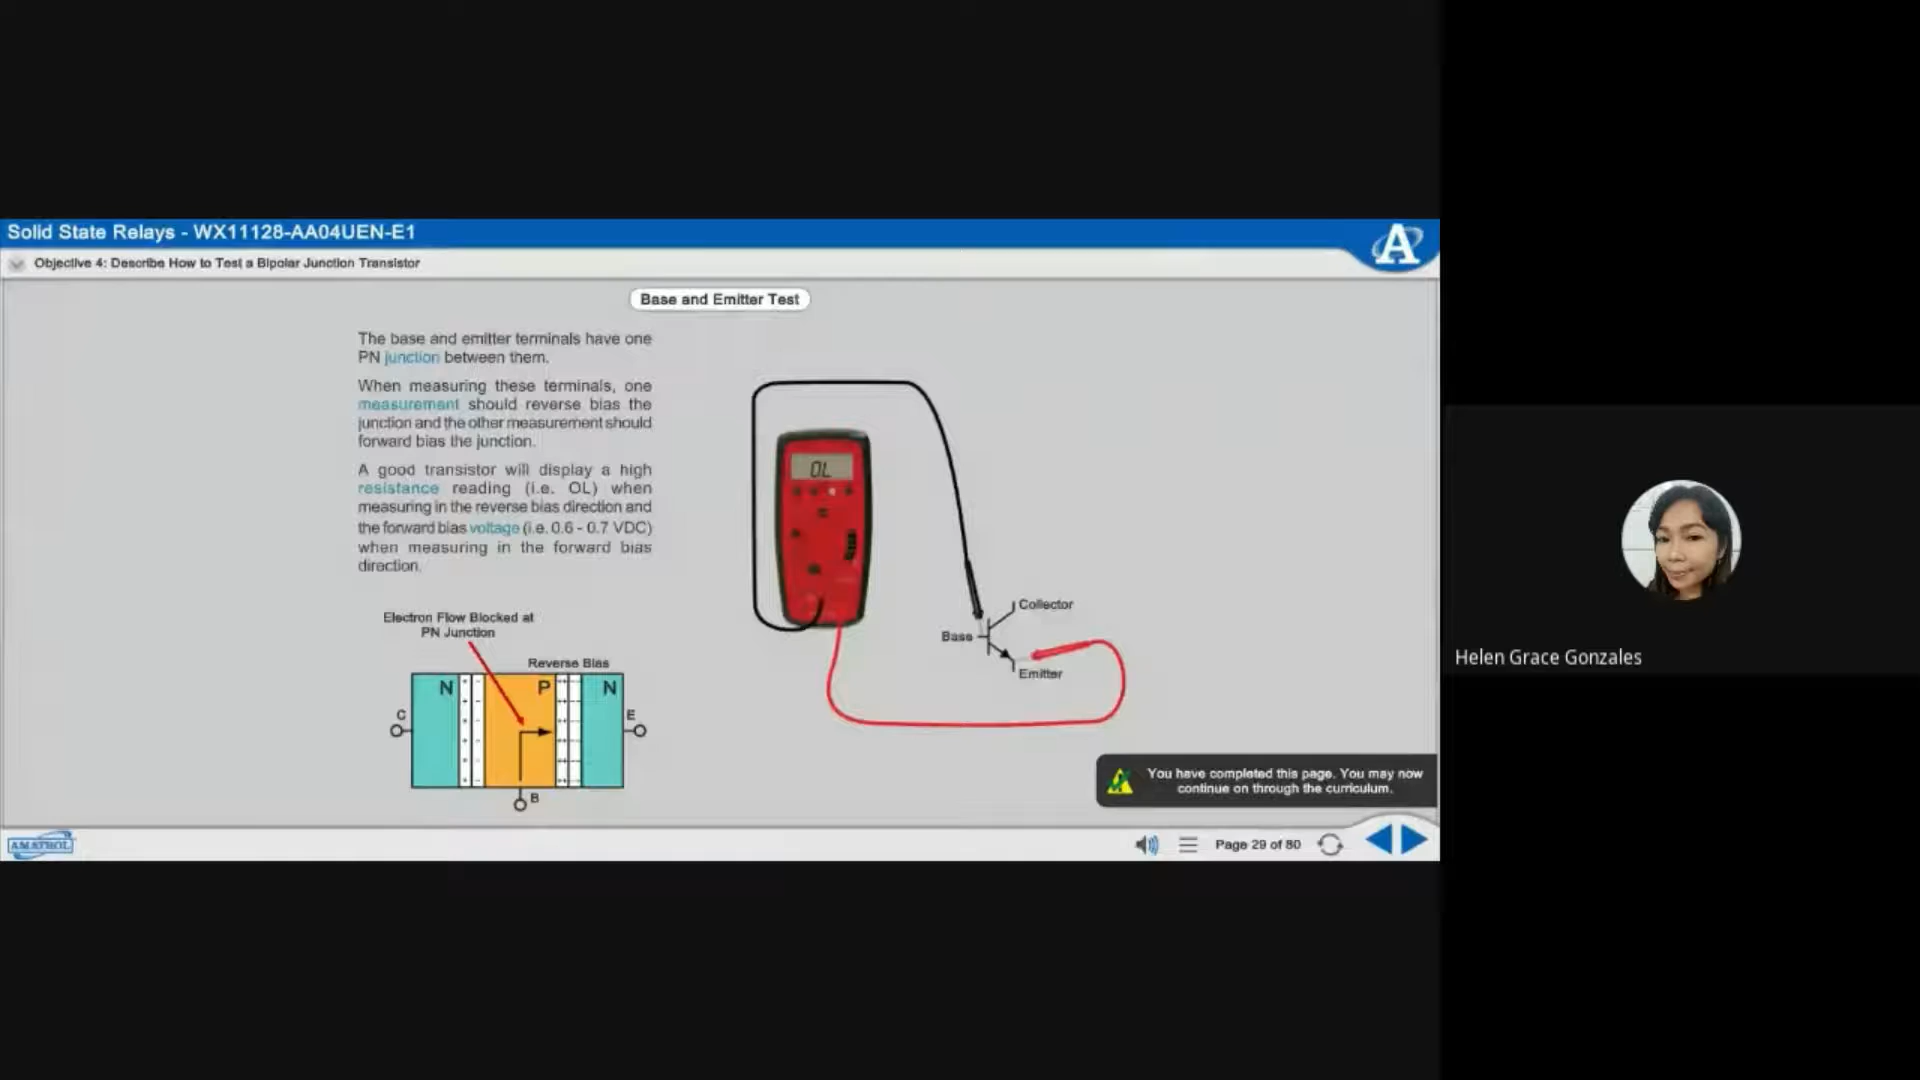 Solid State Relays - WX11128-AA04UEN-E1
Objective 4: Describe How to Test a Bipolar Junction Transistor
Base and Emitter Test
The base and emitter terminals have one
PN junction between them.
When measuring these terminals, one
measurement should reverse bias the
junction and the other measurement should
forward bias the junction.
A good transistor will display a high
resistance reading (i.e. OL) when
measuring in the reverse bias direction and
the forward bias voltage (i.e. 0.6 - 0.7 VDC)
when measuring in the forward bias
direction.
Electron Flow Blocked at
PN Junction
Reverse Bias
N
P
N
C
E
B
OL
Collector
Base
Emitter
You have completed this page. You may now
continue on through the curriculum.
AMATROL
Page 29 of 80
A
Helen Grace Gonzales